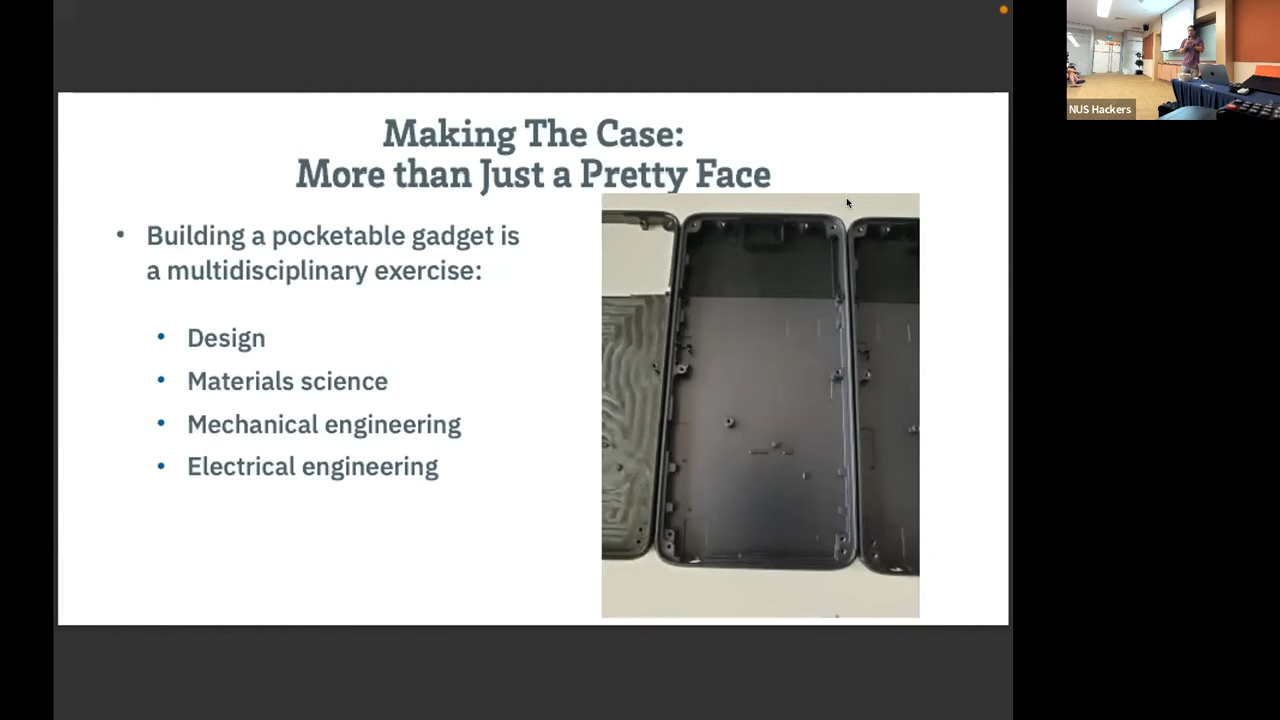 Making The Case:
More than Just a Pretty Face
• Building a pocketable gadget is
a multidisciplinary exercise:
• Design
• Materials science
• Mechanical engineering
• Electrical engineering
NUS Hackers